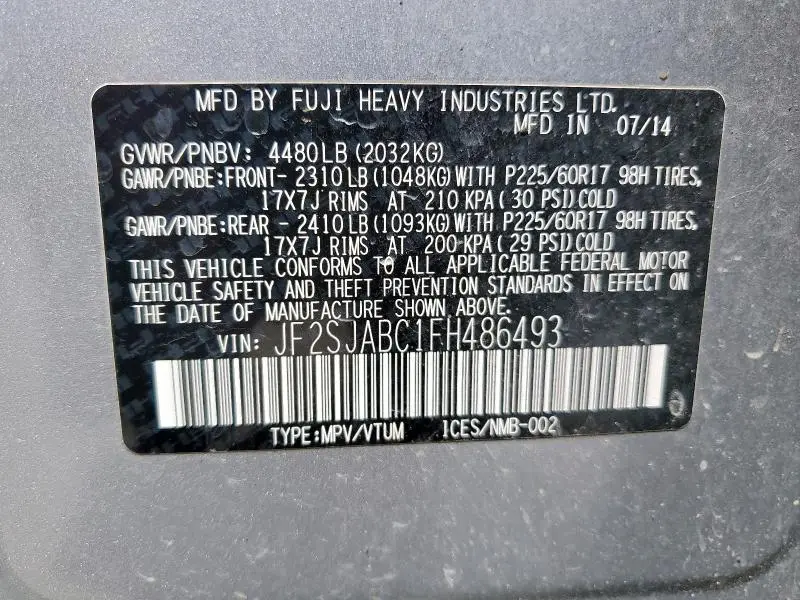 MFD BY FUJI HEAVY INDUSTRIES LTD.
MFD IN 07/14
GVWR/PNBV: 4480LB (2032KG)
GAWR/PNBE:FRONT- 2310LB (1048KG) WITH P225/60R17 98H TIRES,
17X7J RIMS AT 210 KPA ( 30 PSI) COLD
GAWR/PNBE:REAR - 2410LB (1093KG) WITH P225/60R17 98H TIRES,
17X7J RIMS AT 200 KPA (29 PSI) COLD
THIS VEHICLE CONFORMS TO ALL APPLICABLE FEDERAL MOTOR
VEHICLE SAFETY AND THEFT PREVENTION STANDARDS IN EFFECT ON
THE DATE OF MANUFACTURE SHOWN ABOVE.
VIN: JF2SJABC1FH486493
TYPE:MPV/VTUM ICES/NMB-002